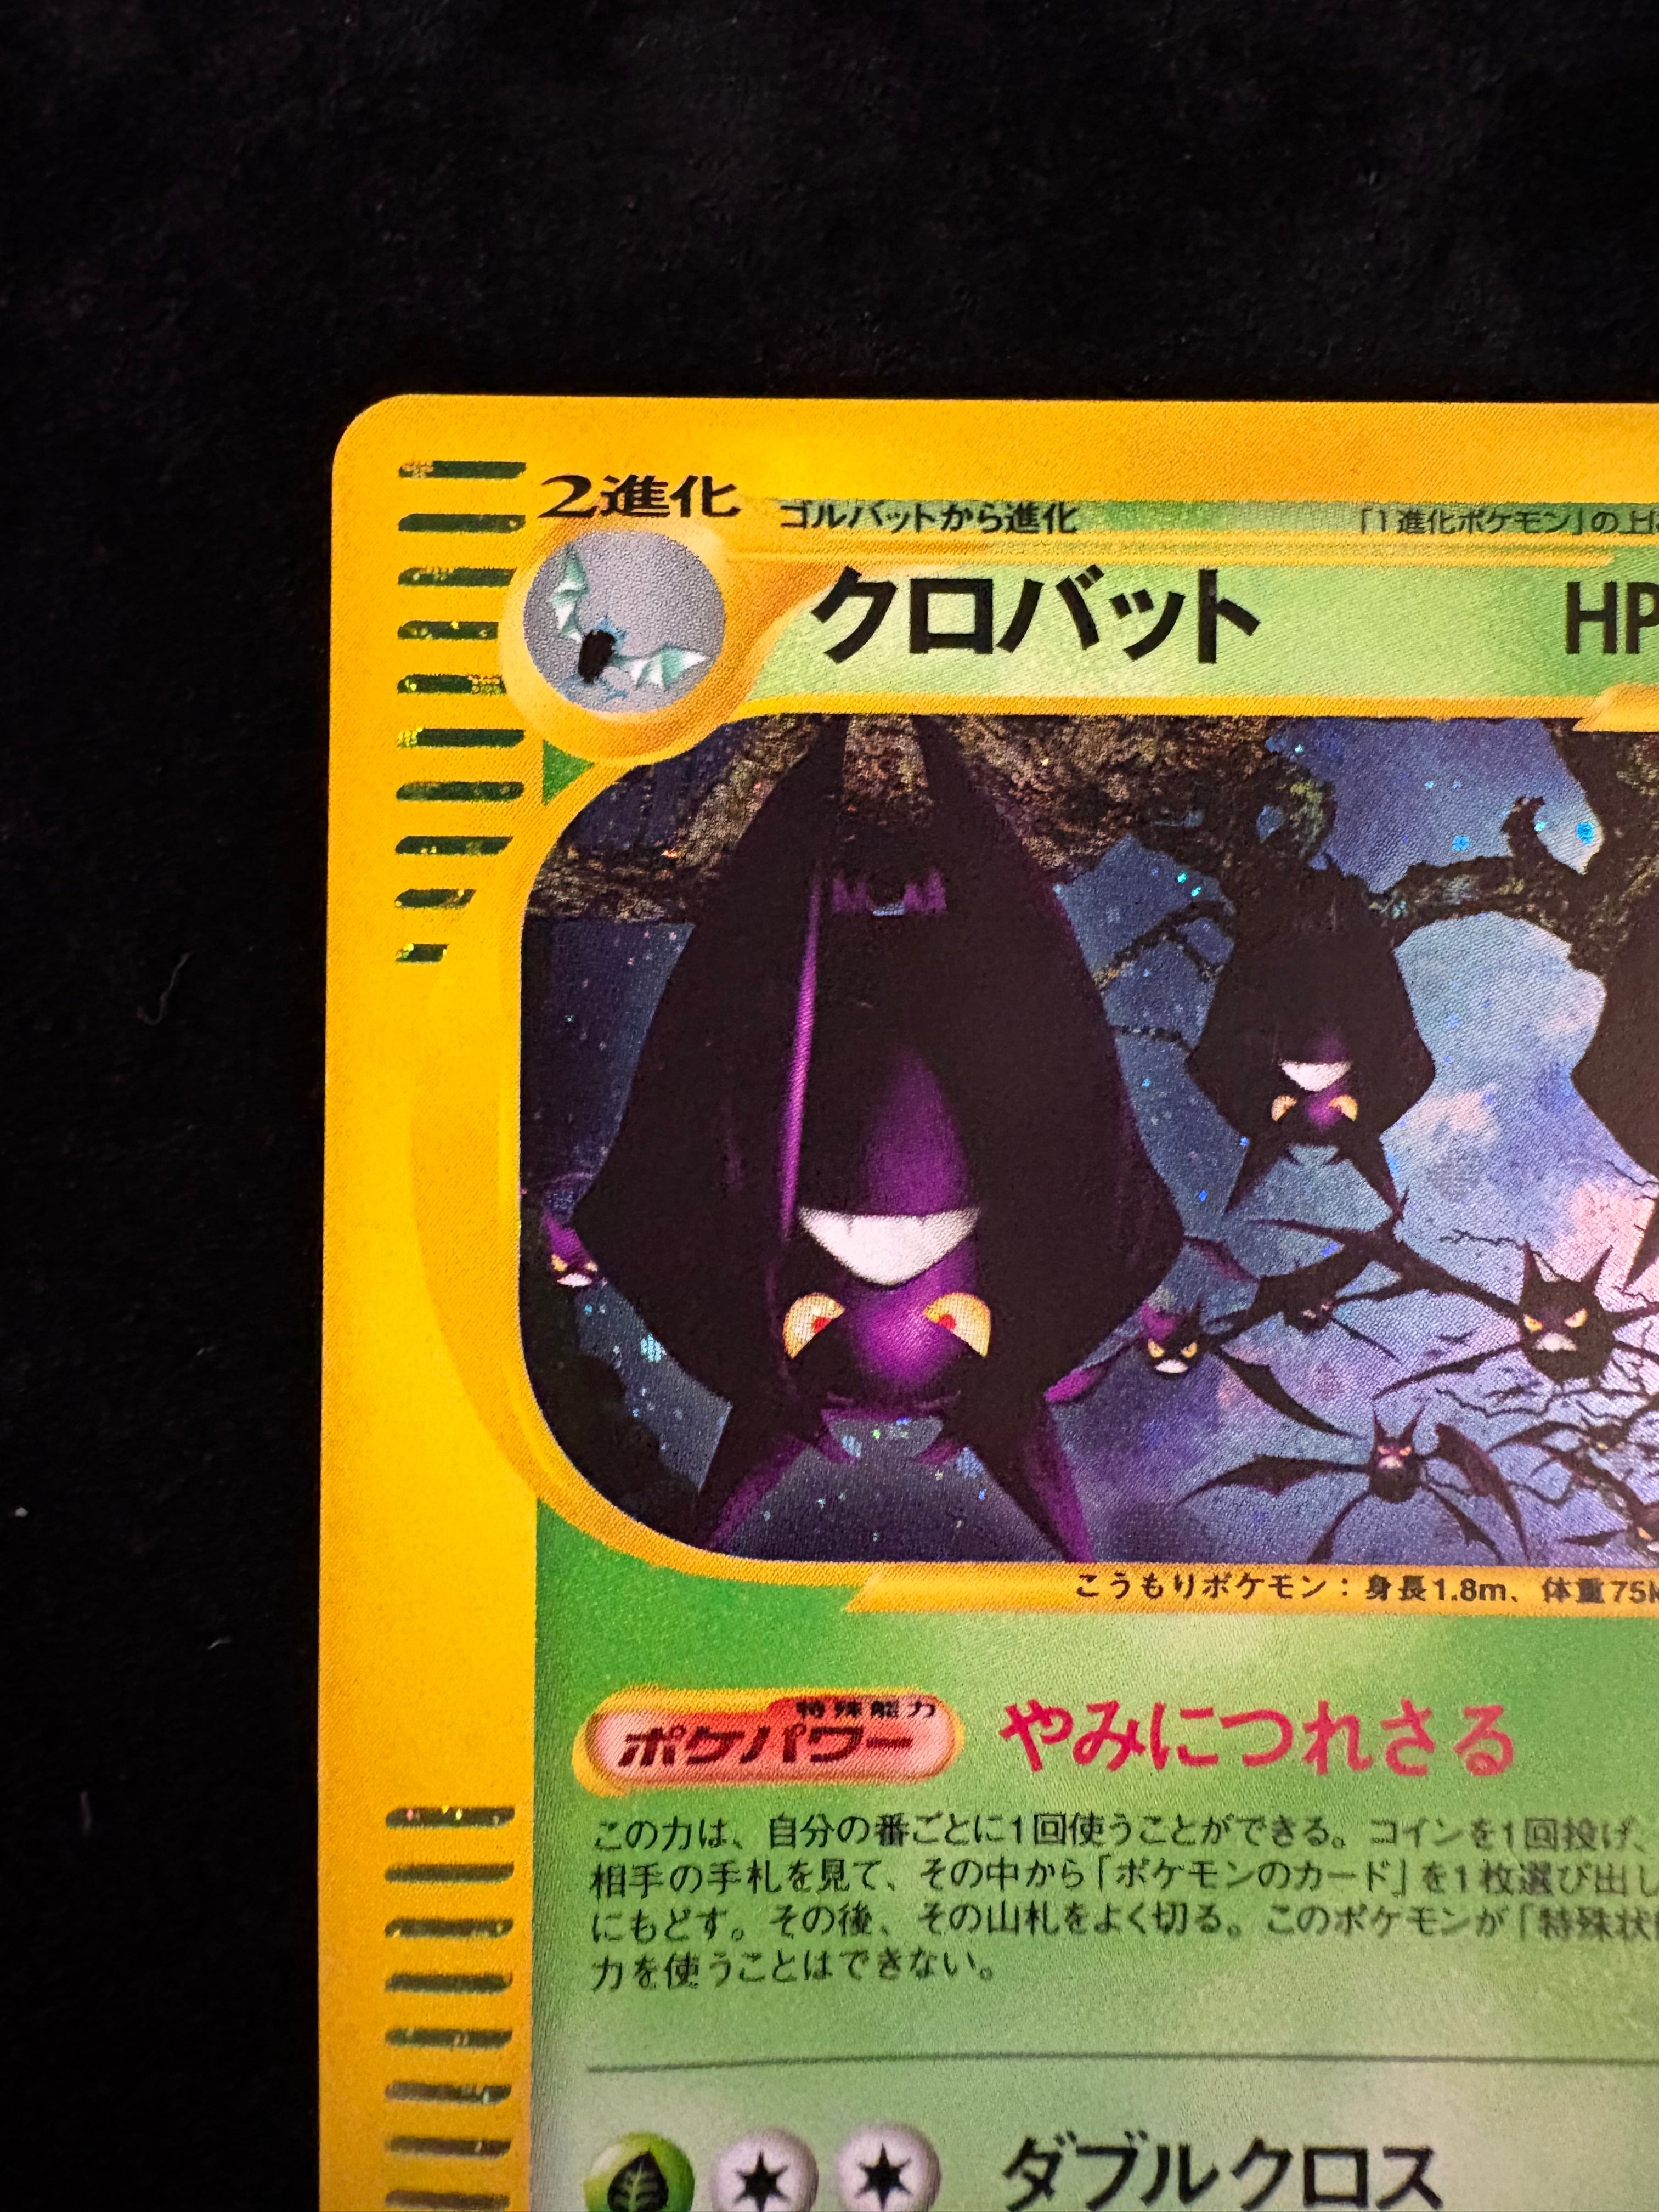 2進化
ゴルバットから進化
「1進化ポケモン」の上に
クロバット
HP
こうもりポケモン：身長1.8m、体重75k
特殊能力
ポケパワー
やみにつれさる
この力は、自分の番ごとに1回使うことができる。コインを1回投げ、
相手の手札を見て、その中から「ポケモンのカード」を1枚選び出し
にもどす。その後、その山札をよく切る。このポケモンが「特殊状態
力を使うことはできない。
ダブルクロス